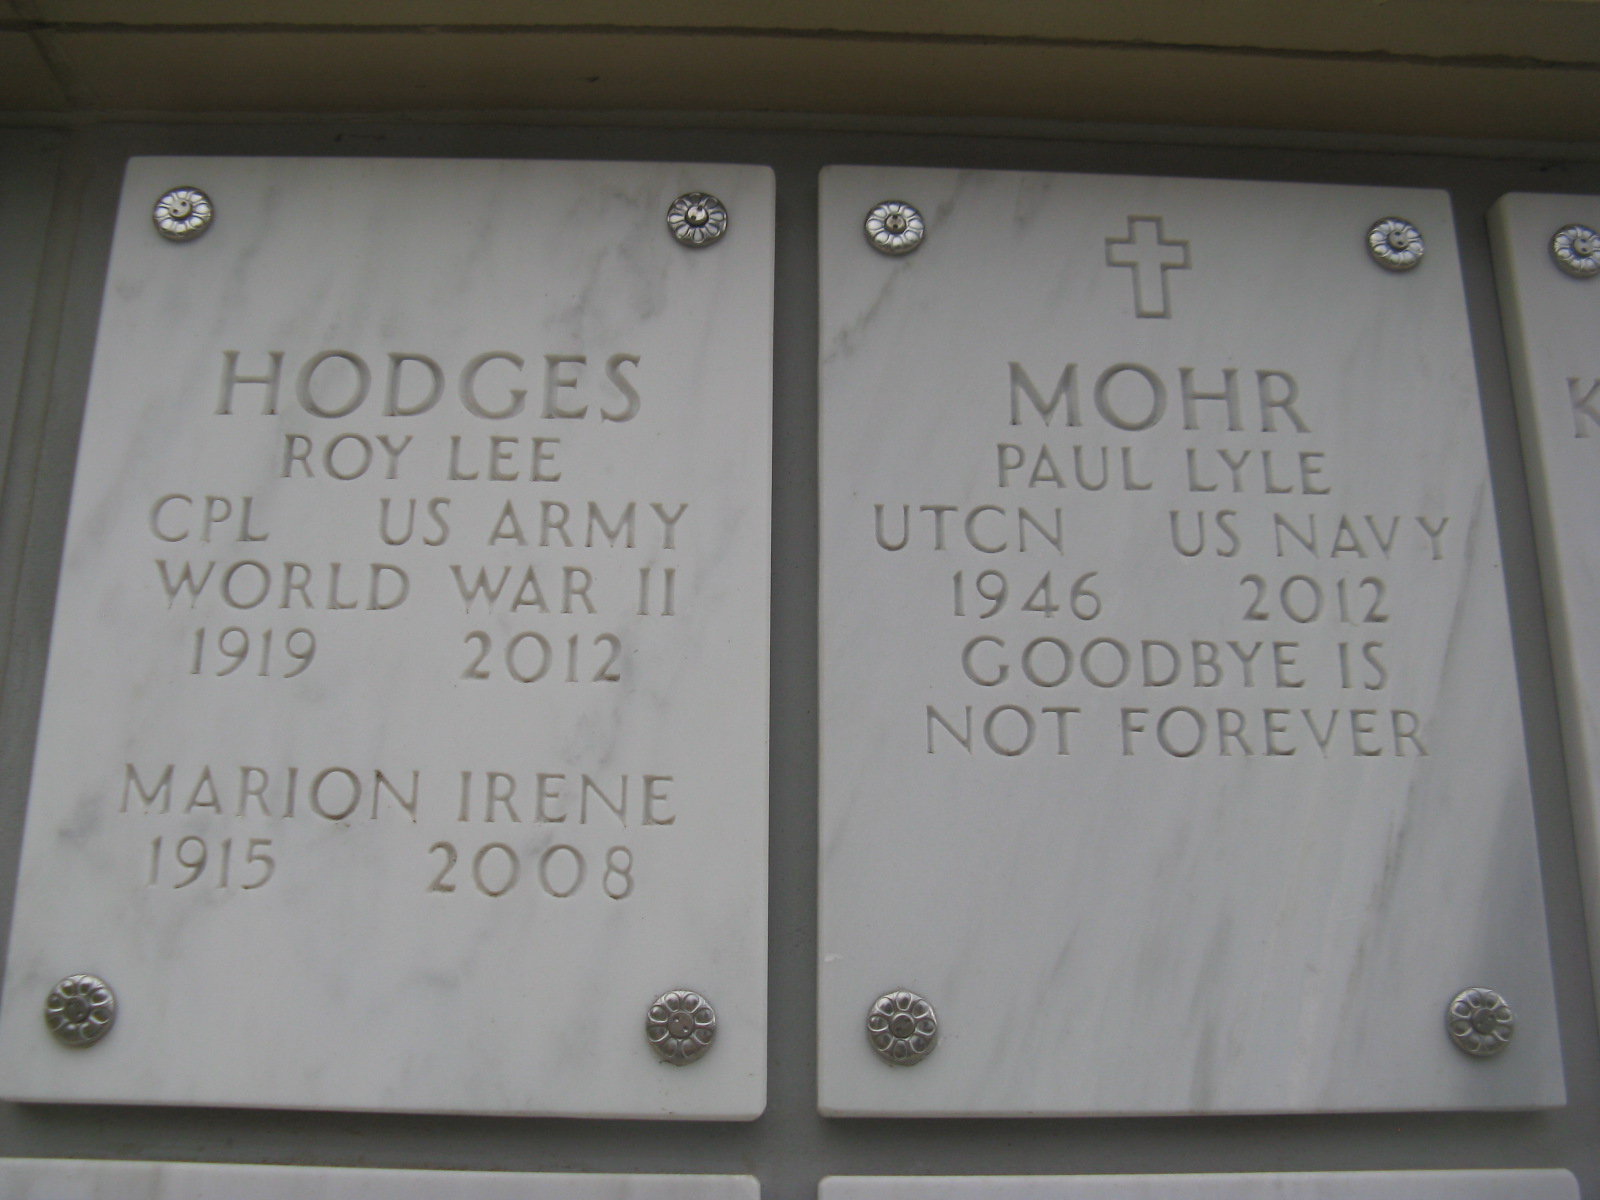 HODGES
ROY LEE
CPL US ARMY
WORLD WAR II
1919 2012
MARION IRENE
1915 2008
MOHR
PAUL LYLE
UTCN US NAVY
1946 2012
GOODBYE IS
NOT FOREVER
K